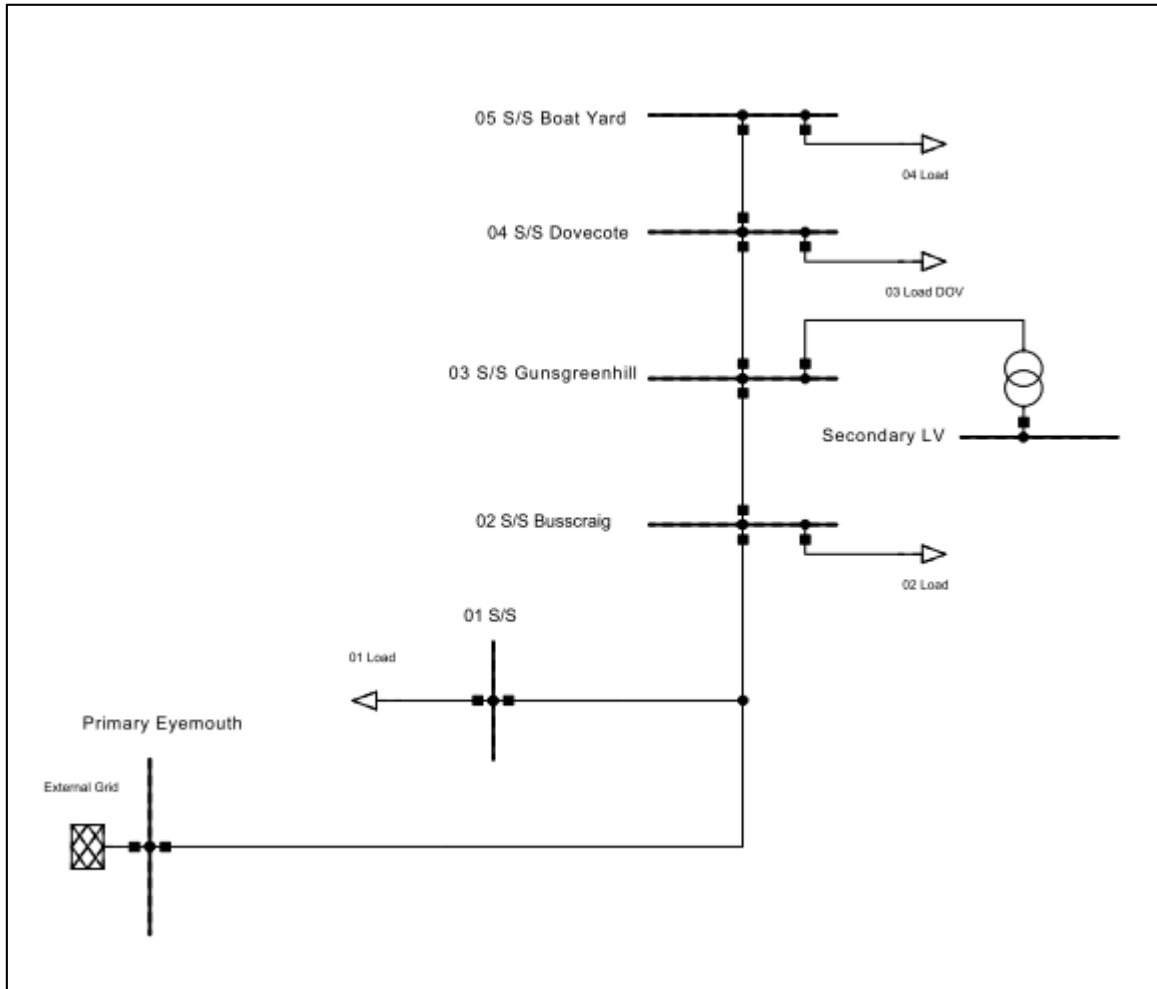 05 S/S Boat Yard
04 Load
04 S/S Dovecote
03 Load DOV
03 S/S Gunsgreenhill
Secondary LV
02 S/S Busscraig
02 Load
01 S/S
01 Load
Primary Eyemouth
External Grid